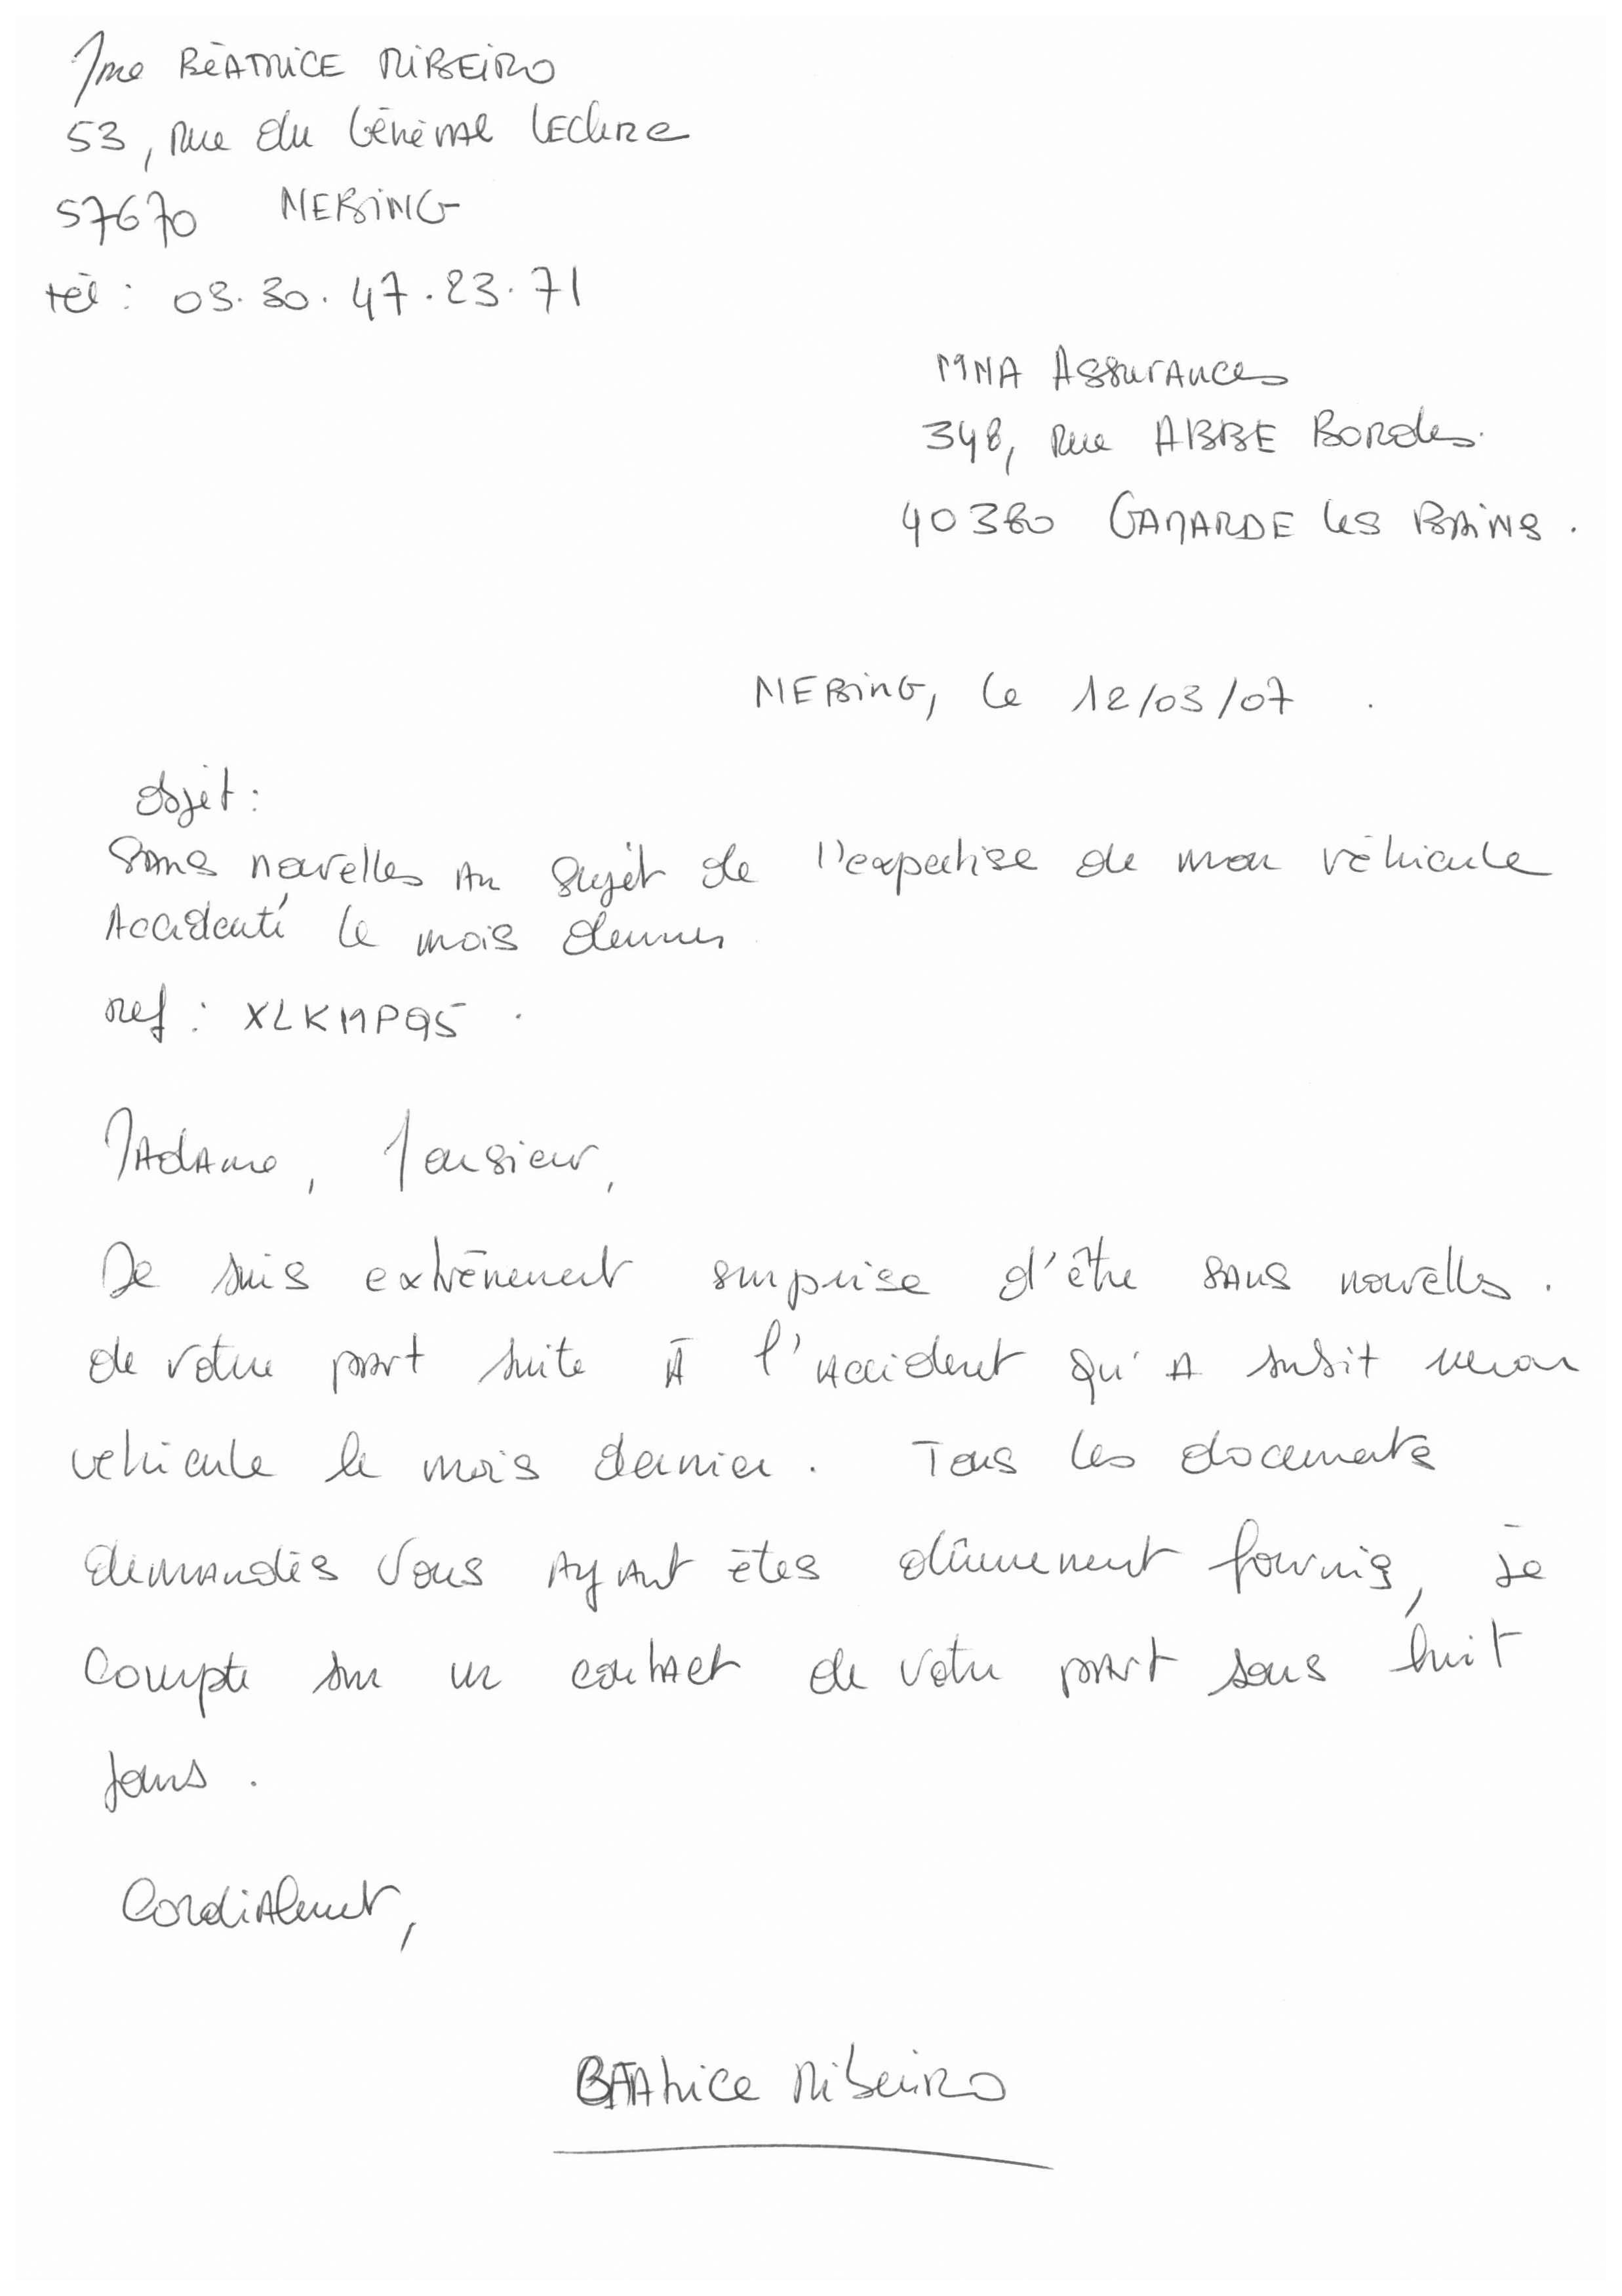 Mme BÉATRICE RIBEIRO
53, Rue du Général Leclerc
57670 NEBING
tél : 03.30.47.23.71
MMA Assurances
348, Rue ABBE Bordes.
40380 GAMARDE les BAINS.
NEBING, le 12/03/07.
Objet :
Sans nouvelles au sujet de l'expertise de mon véhicule
Accidenté le mois dernier
ref : XLKMP95.
Madame, Monsieur,
Je suis extrêmement surprise d'être sans nouvelles.
de votre part suite à l'accident qu'a subit mon
vehicule le mois dernier. Tous les documents
demandés vous ayant étés dûmement fournis, je
compte sur un contact de votre part sous huit
jours.
Cordialement,
Béatrice Ribeiro